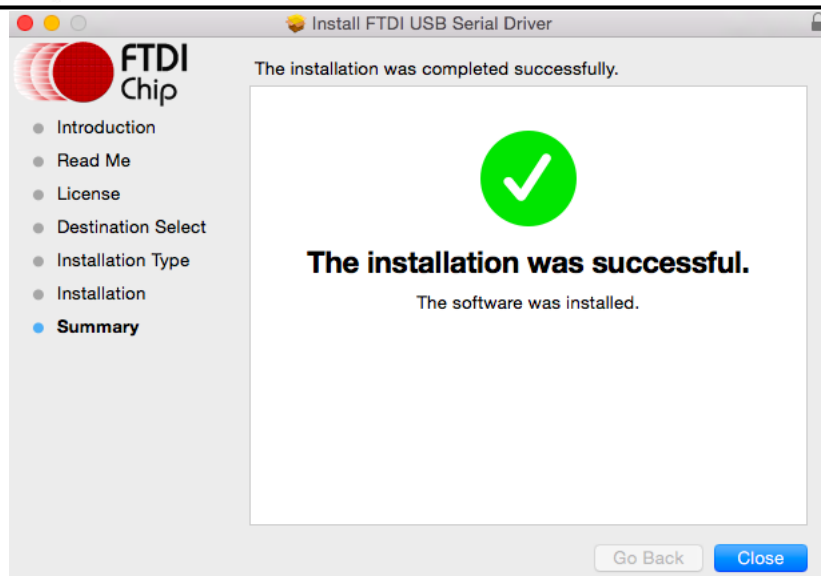 Install FTDI USB Serial Driver
FTDI
Chip
The installation was completed successfully.
Introduction
Read Me
License
Destination Select
Installation Type
Installation
Summary
The installation was successful.
The software was installed.
Go Back
Close